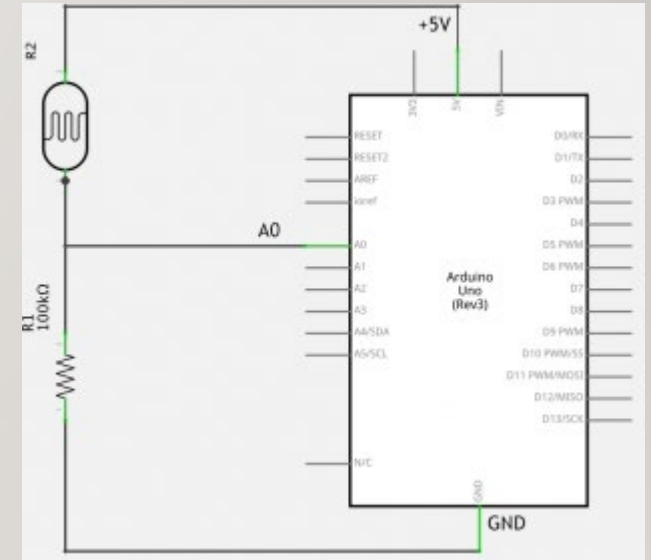 +5V
R2
3V3
5V
VIN
RESET
RESET2
AREF
ioref
A0
A0
A1
A2
A3
A4/SDA
A5/SCL
N/C
Arduino
Uno
(Rev3)
D0/RX
D1/TX
D2
D3 PWM
D4
D5 PWM
D6 PWM
D7
D8
D9 PWM
D10 PWM/SS
D11 PWM/MOSI
D12/MISO
D13/SCK
R1
100kΩ
GND
GND